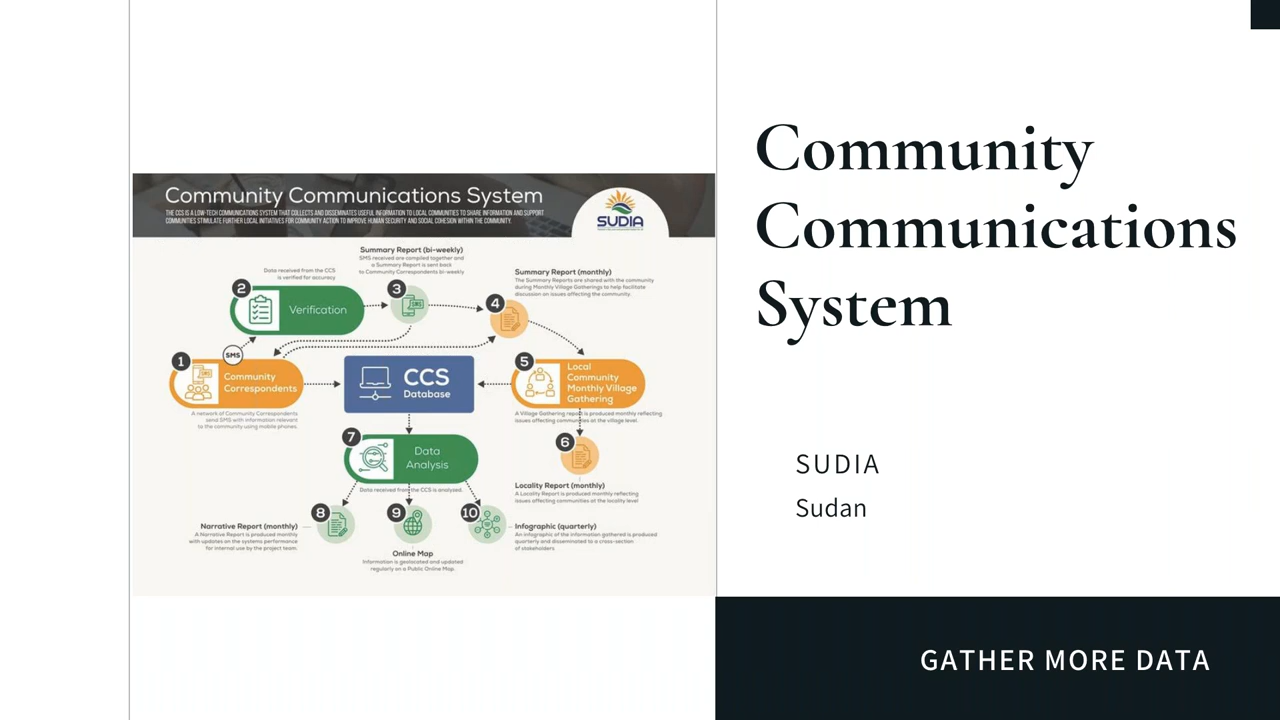 Community Communications System
THE CCS IS A LOW-TECH COMMUNICATIONS SYSTEM THAT COLLECTS AND DISSEMINATES USEFUL INFORMATION TO LOCAL COMMUNITIES TO SHARE INFORMATION AND SUPPORT
COMMUNITIES STIMULATE FURTHER LOCAL INITIATIVES FOR COMMUNITY ACTION TO IMPROVE HUMAN SECURITY AND SOCIAL COHESION WITHIN THE COMMUNITY.
SUDIA
1
SMS
Community
Correspondents
A network of Community Correspondents
send SMS with information relevant
to the community using mobile phones.
2
Data received from the CCS
is verified for accuracy
Verification
Summary Report (bi-weekly)
SMS received are compiled together and
a Summary Report is sent back
to Community Correspondents bi-weekly
3
SMS
4
Summary Report (monthly)
The Summary Reports are shared with the community
during Monthly Village Gatherings to help facilitate
discussion on issues affecting the community.
5
Local
Community
Monthly Village
Gathering
A Village Gathering report is produced monthly reflecting
issues affecting communities at the village level.
CCS
Database
6
Locality Report (monthly)
A Locality Report is produced monthly reflecting
issues affecting communities at the locality level
7
Data
Analysis
Data received from the CCS is analysed.
8
Narrative Report (monthly)
A Narrative Report is produced monthly
with updates on the systems performance
for internal use by the project team.
9
Online Map
Information is geolocated and updated
regularly on a Public Online Map.
10
Infographic (quarterly)
An infographic of the information gathered is produced
quarterly and disseminated to a cross-section
of stakeholders
Community
Communications
System
SUDIA
Sudan
GATHER MORE DATA